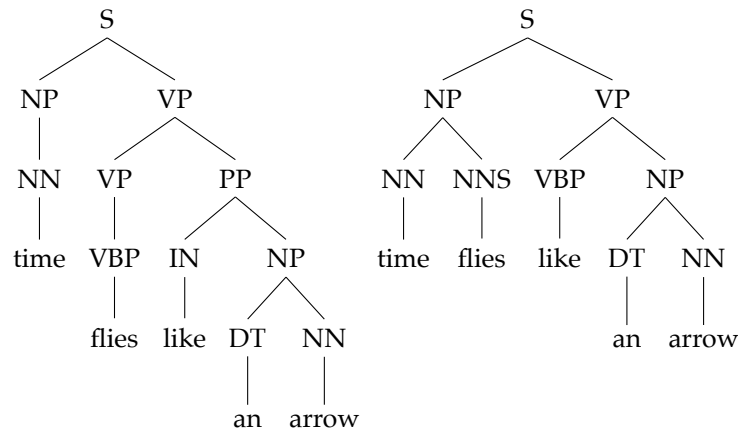 S S
NP VP NP VP
NN VP PP NN NNS VBP NP
time VBP IN NP time flies like DT NN
flies like DT NN an arrow
an arrow